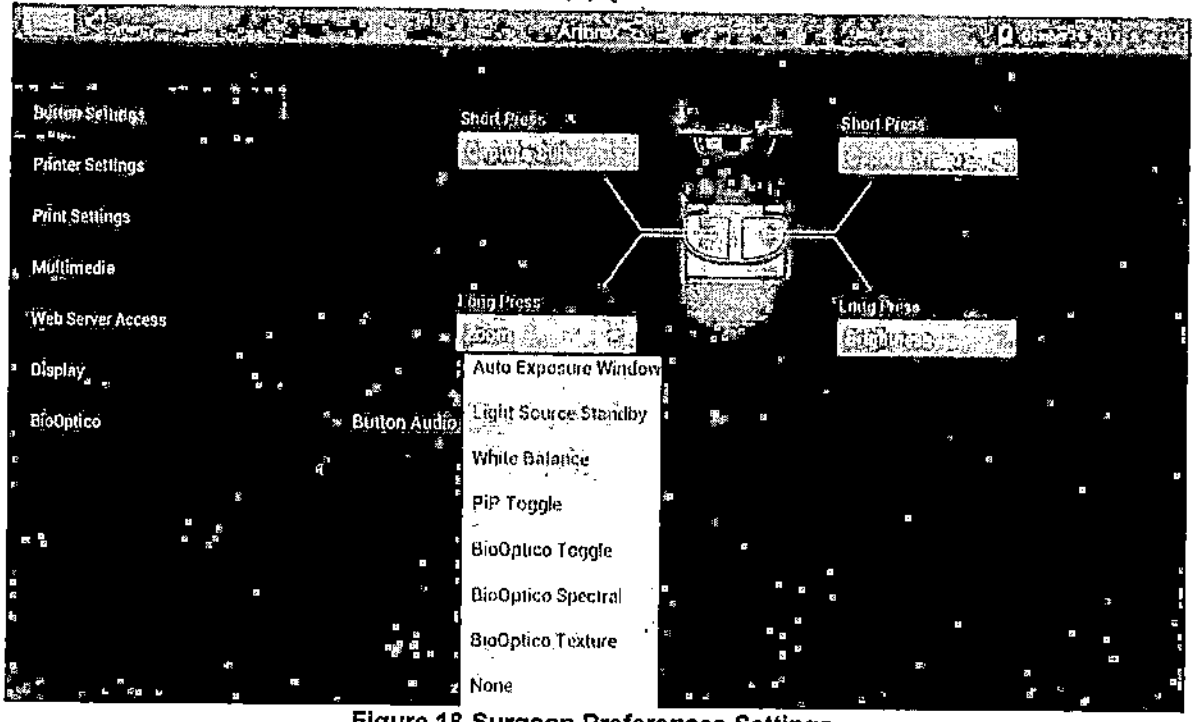 Arthrex
Button Settings
Printer Settings
Print Settings
Multimedia
Web Server Access
Display
BioOptico
Short Press
Short Press
Long Press
Zoom
Long Press
Brightness
Button Audio
Auto Exposure Window
Light Source Standby
White Balance
PiP Toggle
BioOptico Toggle
BioOptico Spectral
BioOptico Texture
None
Figure 18 Surgeon Preferences Settings